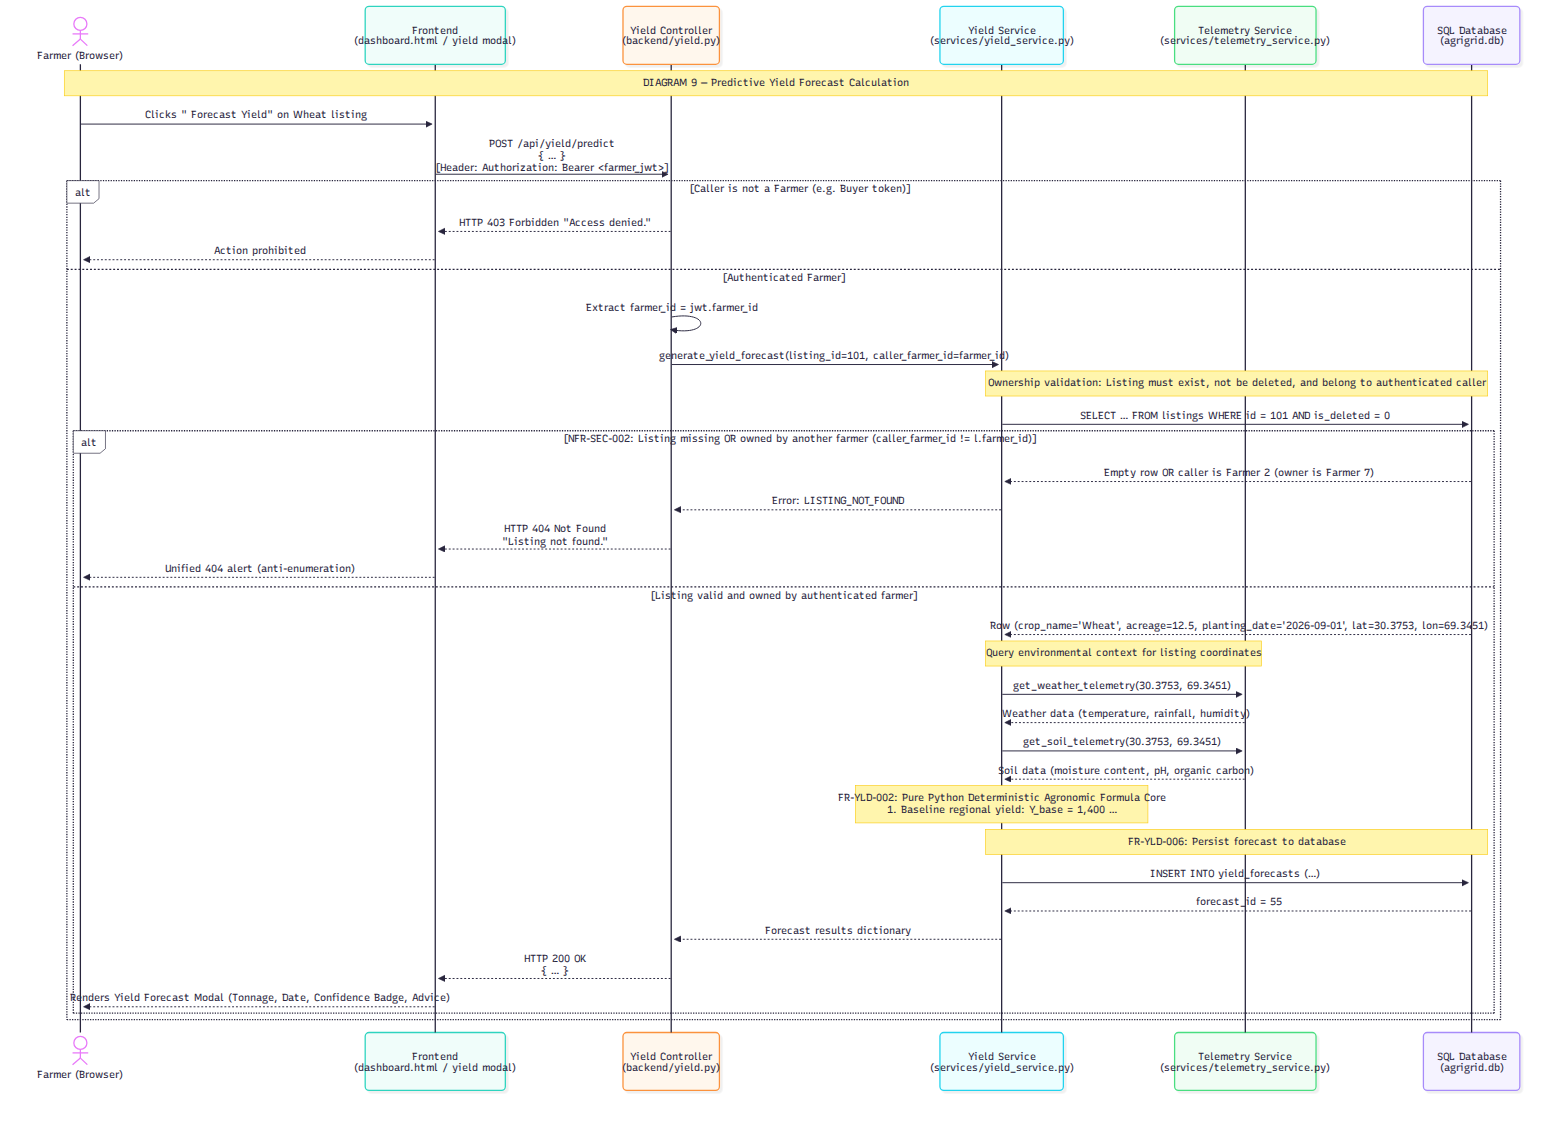 Farmer (Browser)
Frontend
(dashboard.html / yield modal)
Yield Controller
(backend/yield.py)
Yield Service
(services/yield_service.py)
Telemetry Service
(services/telemetry_service.py)
SQL Database
(agrigrid.db)
DIAGRAM 9 — Predictive Yield Forecast Calculation
Clicks " Forecast Yield" on Wheat listing
POST /api/yield/predict
{ ... }
[Header: Authorization: Bearer <farmer_jwt>]
alt
[Caller is not a Farmer (e.g. Buyer token)]
HTTP 403 Forbidden "Access denied."
Action prohibited
[Authenticated Farmer]
Extract farmer_id = jwt.farmer_id
generate_yield_forecast(listing_id=101, caller_farmer_id=farmer_id)
Ownership validation: Listing must exist, not be deleted, and belong to authenticated caller
SELECT ... FROM listings WHERE id = 101 AND is_deleted = 0
alt
[NFR-SEC-002: Listing missing OR owned by another farmer (caller_farmer_id != l.farmer_id)]
Empty row OR caller is Farmer 2 (owner is Farmer 7)
Error: LISTING_NOT_FOUND
HTTP 404 Not Found
"Listing not found."
Unified 404 alert (anti-enumeration)
[Listing valid and owned by authenticated farmer]
Row (crop_name='Wheat', acreage=12.5, planting_date='2026-09-01', lat=30.3753, lon=69.3451)
Query environmental context for listing coordinates
get_weather_telemetry(30.3753, 69.3451)
Weather data (temperature, rainfall, humidity)
get_soil_telemetry(30.3753, 69.3451)
Soil data (moisture content, pH, organic carbon)
FR-YLD-002: Pure Python Deterministic Agronomic Formula Core
1. Baseline regional yield: Y_base = 1,400 ...
FR-YLD-006: Persist forecast to database
INSERT INTO yield_forecasts (...)
forecast_id = 55
Forecast results dictionary
HTTP 200 OK
{ ... }
Renders Yield Forecast Modal (Tonnage, Date, Confidence Badge, Advice)
Farmer (Browser)
Frontend
(dashboard.html / yield modal)
Yield Controller
(backend/yield.py)
Yield Service
(services/yield_service.py)
Telemetry Service
(services/telemetry_service.py)
SQL Database
(agrigrid.db)